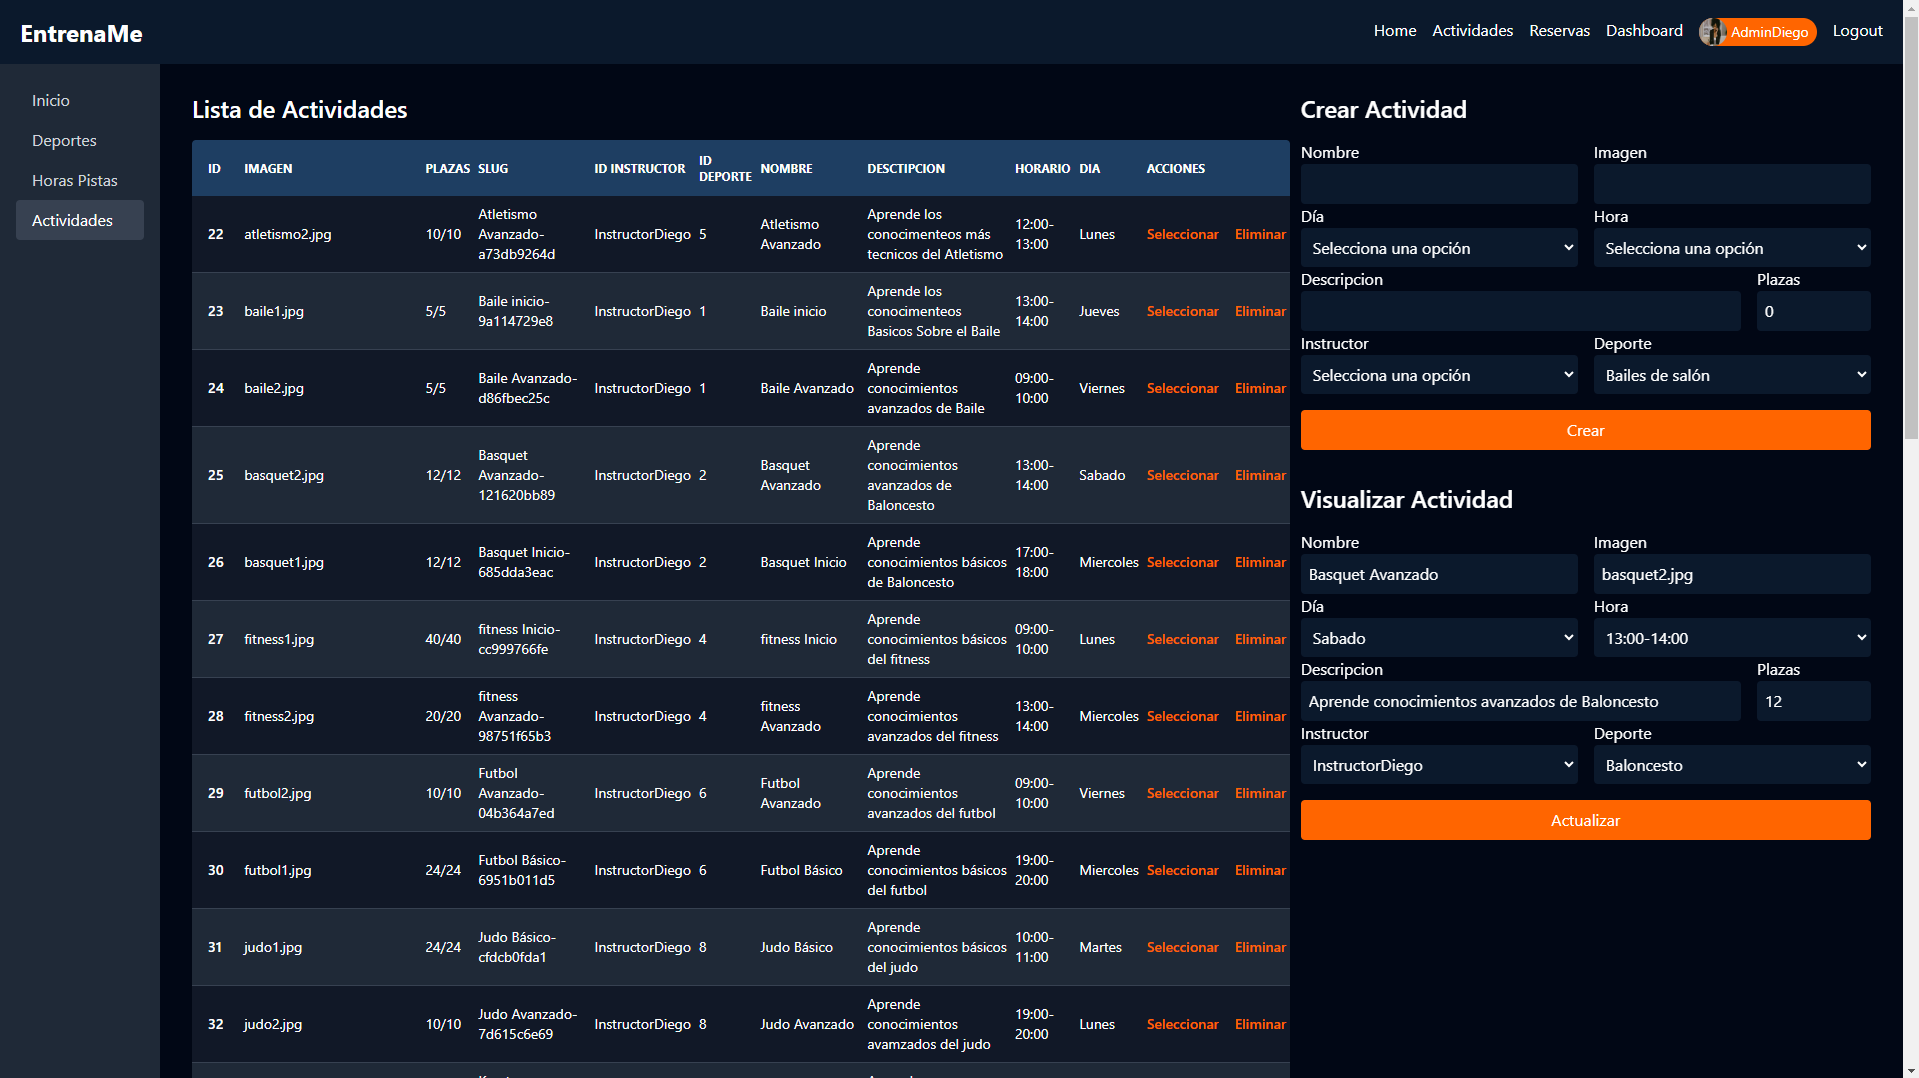 EntrenaMe
Home Actividades Reservas Dashboard AdminDiego Logout
Inicio
Deportes
Horas Pistas
Actividades
Lista de Actividades
ID IMAGEN PLAZAS SLUG ID INSTRUCTOR ID DEPORTE NOMBRE DESCTIPCION HORARIO DIA ACCIONES
22 atletismo2.jpg 10/10 Atletismo Avanzado-a73db9264d InstructorDiego 5 Atletismo Avanzado Aprende los conocimenteos más tecnicos del Atletismo 12:00-13:00 Lunes Seleccionar Eliminar
23 baile1.jpg 5/5 Baile inicio-9a114729e8 InstructorDiego 1 Baile inicio Aprende los conocimenteos Basicos Sobre el Baile 13:00-14:00 Jueves Seleccionar Eliminar
24 baile2.jpg 5/5 Baile Avanzado-d86fbec25c InstructorDiego 1 Baile Avanzado Aprende conocimientos avanzados de Baile 09:00-10:00 Viernes Seleccionar Eliminar
25 basquet2.jpg 12/12 Basquet Avanzado-121620bb89 InstructorDiego 2 Basquet Avanzado Aprende conocimientos avanzados de Baloncesto 13:00-14:00 Sabado Seleccionar Eliminar
26 basquet1.jpg 12/12 Basquet Inicio-685dda3eac InstructorDiego 2 Basquet Inicio Aprende conocimientos básicos de Baloncesto 17:00-18:00 Miercoles Seleccionar Eliminar
27 fitness1.jpg 40/40 fitness Inicio-cc999766fe InstructorDiego 4 fitness Inicio Aprende conocimientos básicos del fitness 09:00-10:00 Lunes Seleccionar Eliminar
28 fitness2.jpg 20/20 fitness Avanzado-98751f65b3 InstructorDiego 4 fitness Avanzado Aprende conocimientos avanzados del fitness 13:00-14:00 Miercoles Seleccionar Eliminar
29 futbol2.jpg 10/10 Futbol Avanzado-04b364a7ed InstructorDiego 6 Futbol Avanzado Aprende conocimientos avanzados del futbol 09:00-10:00 Viernes Seleccionar Eliminar
30 futbol1.jpg 24/24 Futbol Básico-6951b011d5 InstructorDiego 6 Futbol Básico Aprende conocimientos básicos del futbol 19:00-20:00 Miercoles Seleccionar Eliminar
31 judo1.jpg 24/24 Judo Básico-cfdcb0fda1 InstructorDiego 8 Judo Básico Aprende conocimientos básicos del judo 10:00-11:00 Martes Seleccionar Eliminar
32 judo2.jpg 10/10 Judo Avanzado-7d615c6e69 InstructorDiego 8 Judo Avanzado Aprende conocimientos avamzados del judo 19:00-20:00 Lunes Seleccionar Eliminar
Crear Actividad
Nombre Imagen
Día Hora
Selecciona una opción Selecciona una opción
Descripcion Plazas
0
Instructor Deporte
Selecciona una opción Bailes de salón
Crear
Visualizar Actividad
Nombre Imagen
Basquet Avanzado basquet2.jpg
Día Hora
Sabado 13:00-14:00
Descripcion Plazas
Aprende conocimientos avanzados de Baloncesto 12
Instructor Deporte
InstructorDiego Baloncesto
Actualizar